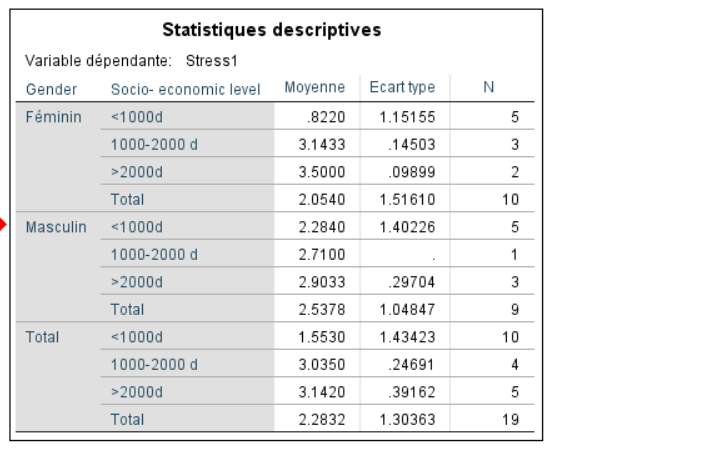 Statistiques descriptives
Variable dépendante: Stress1
Gender Socio- economic level Moyenne Ecart type N
Féminin <1000d .8220 1.15155 5
1000-2000 d 3.1433 .14503 3
>2000d 3.5000 .09899 2
Total 2.0540 1.51610 10
Masculin <1000d 2.2840 1.40226 5
1000-2000 d 2.7100 . 1
>2000d 2.9033 .29704 3
Total 2.5378 1.04847 9
Total <1000d 1.5530 1.43423 10
1000-2000 d 3.0350 .24691 4
>2000d 3.1420 .39162 5
Total 2.2832 1.30363 19